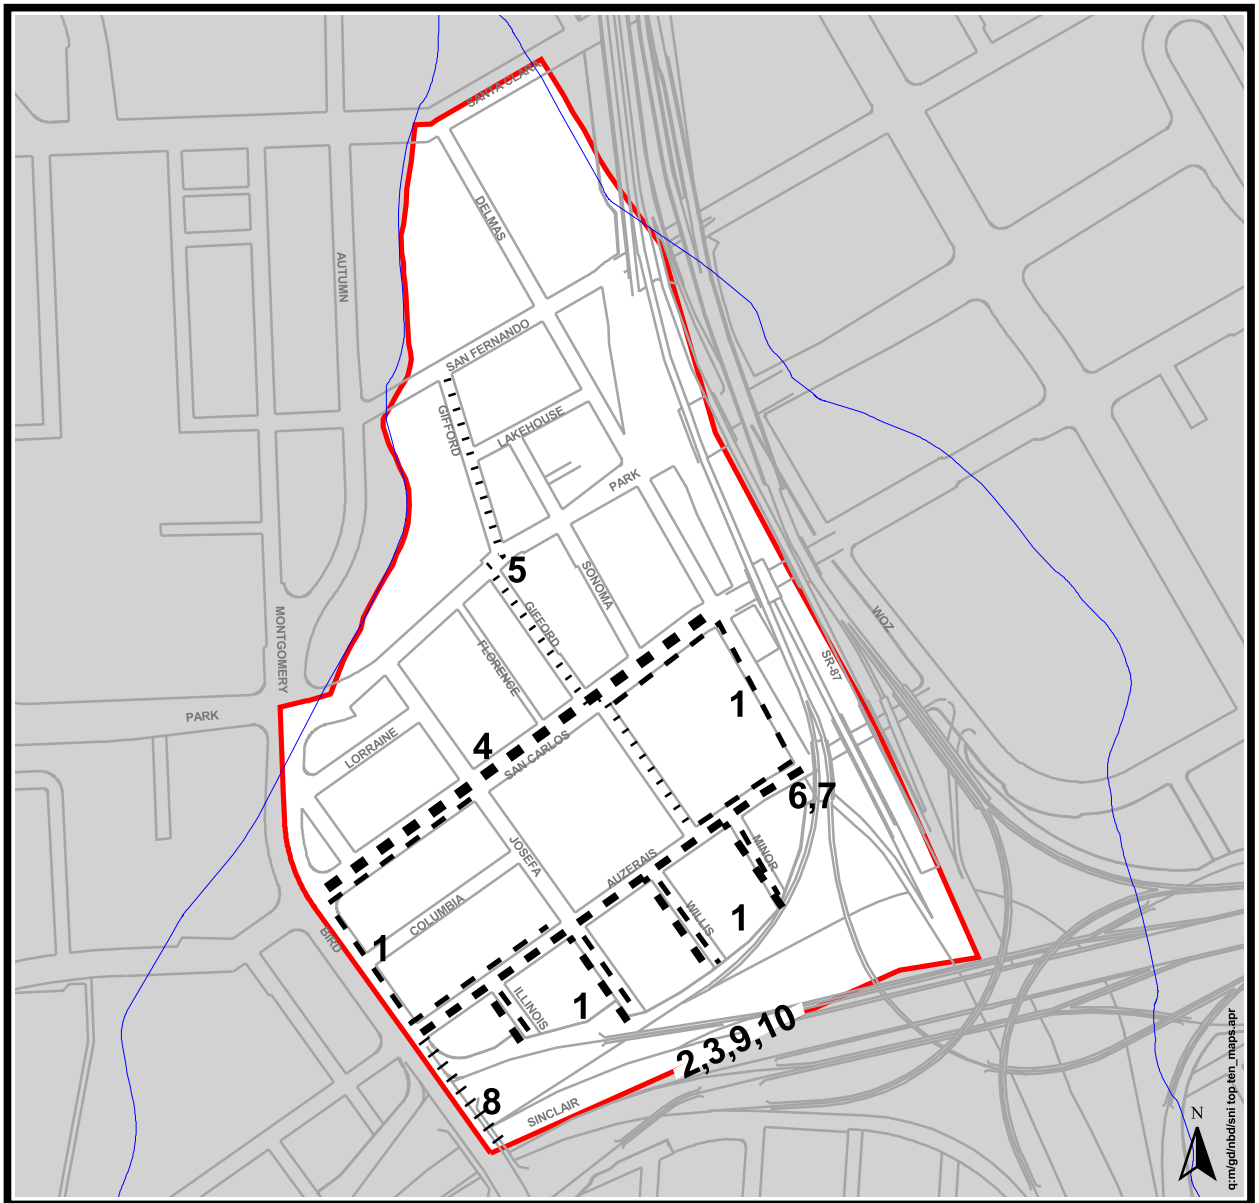 SANTA CLARA
DELMAS
AUTUMN
SAN FERNANDO
GIFFORD
LAKEHOUSE
PARK
5
SONOMA
GIFFORD
MONTGOMERY
FLORENCE
WOZ
SR-87
PARK
1
LORRAINE
4
SAN CARLOS
6,7
JOSEFA
MINOR
AUZERAIS
COLUMBIA
WILLIS
1
BIRD
1
ILLINOIS
1
2,3,9,10
8
SINCLAIR
N
q:m/gd/nbd/sni top ten_maps.apr